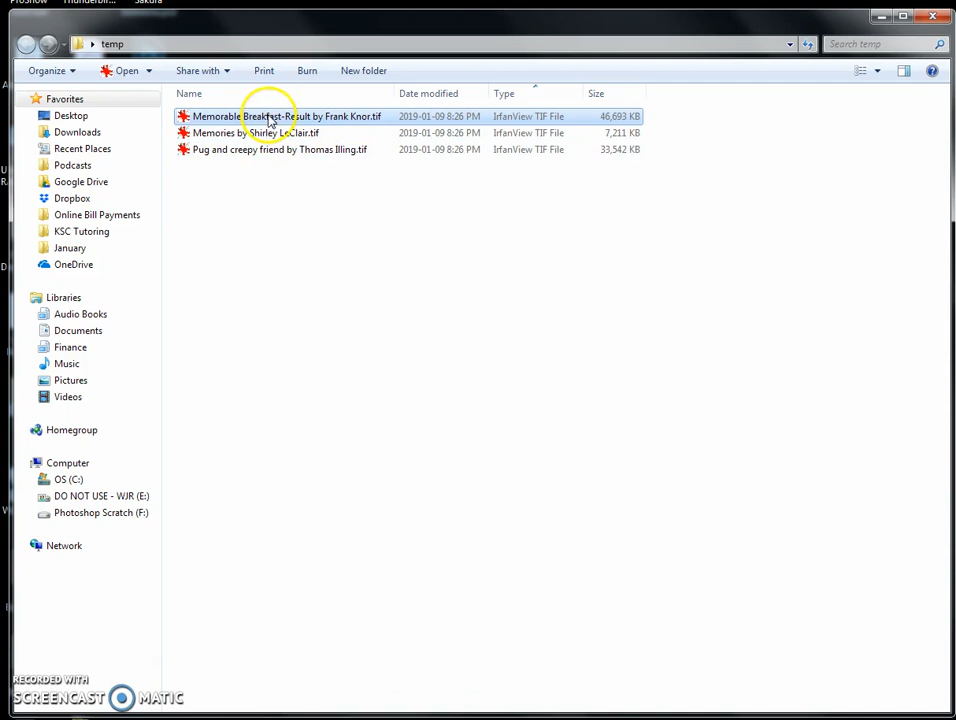 ProShow Thunderbir... Sakura
temp
Search temp
Organize Open Share with Print Burn New folder
Name Date modified Type Size
Memorable Breakfast-Result by Frank Knor.tif 2019-01-09 8:26 PM IrfanView TIF File 46,693 KB
Memories by Shirley LeClair.tif 2019-01-09 8:26 PM IrfanView TIF File 7,211 KB
Pug and creepy friend by Thomas Illing.tif 2019-01-09 8:26 PM IrfanView TIF File 33,542 KB
Favorites
Desktop
Downloads
Recent Places
Podcasts
Google Drive
Dropbox
Online Bill Payments
KSC Tutoring
January
OneDrive
Libraries
Audio Books
Documents
Finance
Music
Pictures
Videos
Homegroup
Computer
OS (C:)
DO NOT USE - WJR (E:)
Photoshop Scratch (F:)
Network
RECORDED WITH
SCREENCAST MATIC